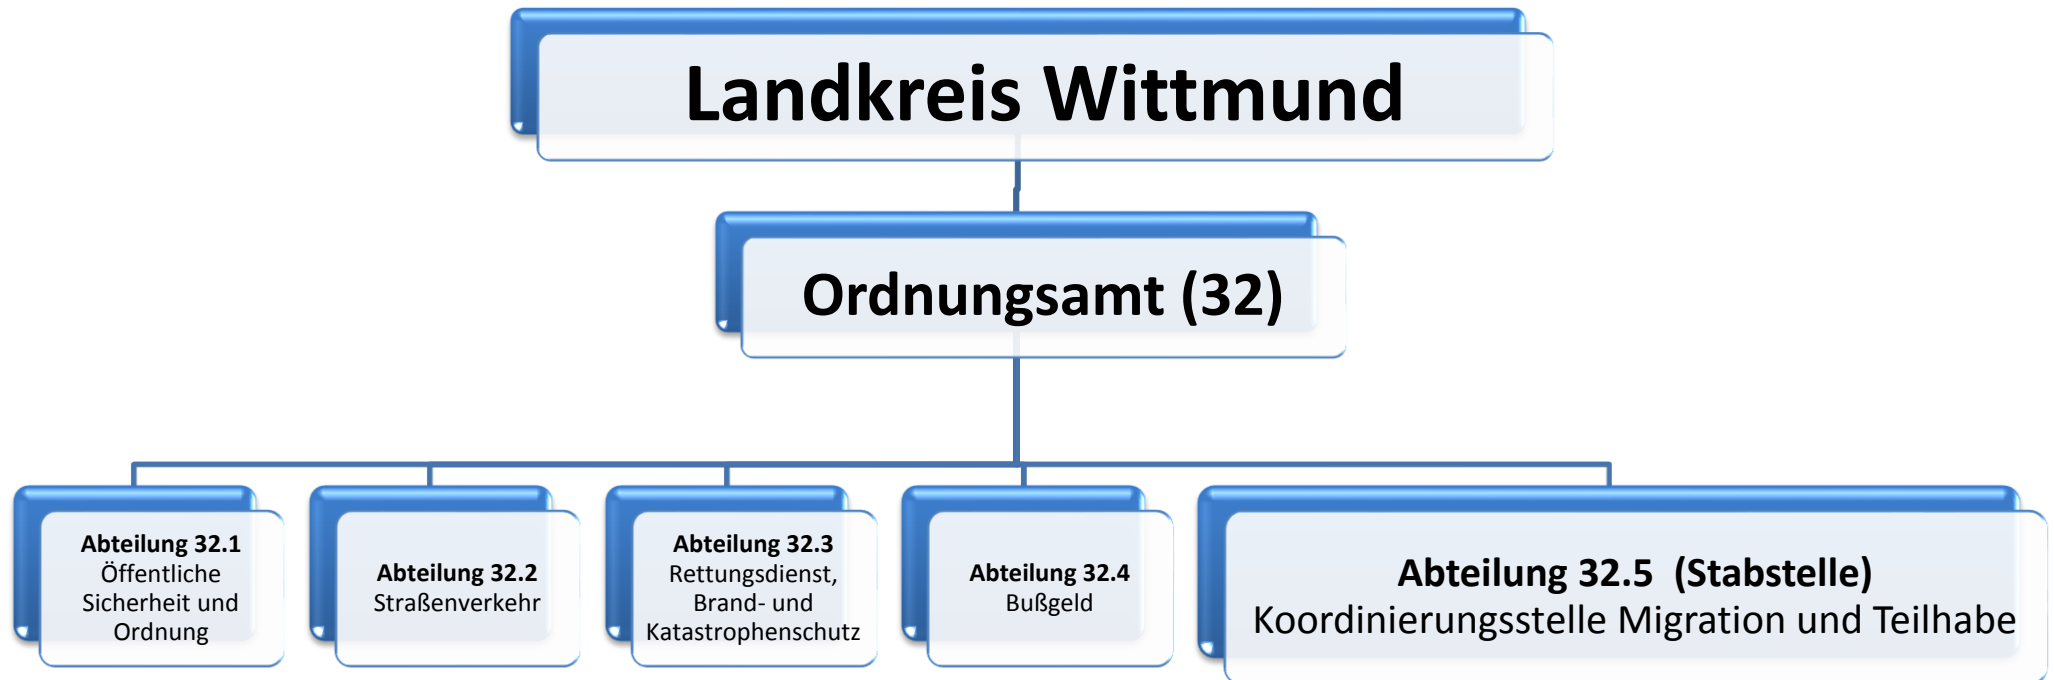 Landkreis Wittmund
Ordnungsamt (32)
Abteilung 32.1
Öffentliche
Sicherheit und
Ordnung
Abteilung 32.2
Straßenverkehr
Abteilung 32.3
Rettungsdienst,
Brand- und
Katastrophenschutz
Abteilung 32.4
Bußgeld
Abteilung 32.5 (Stabstelle)
Koordinierungsstelle Migration und Teilhabe